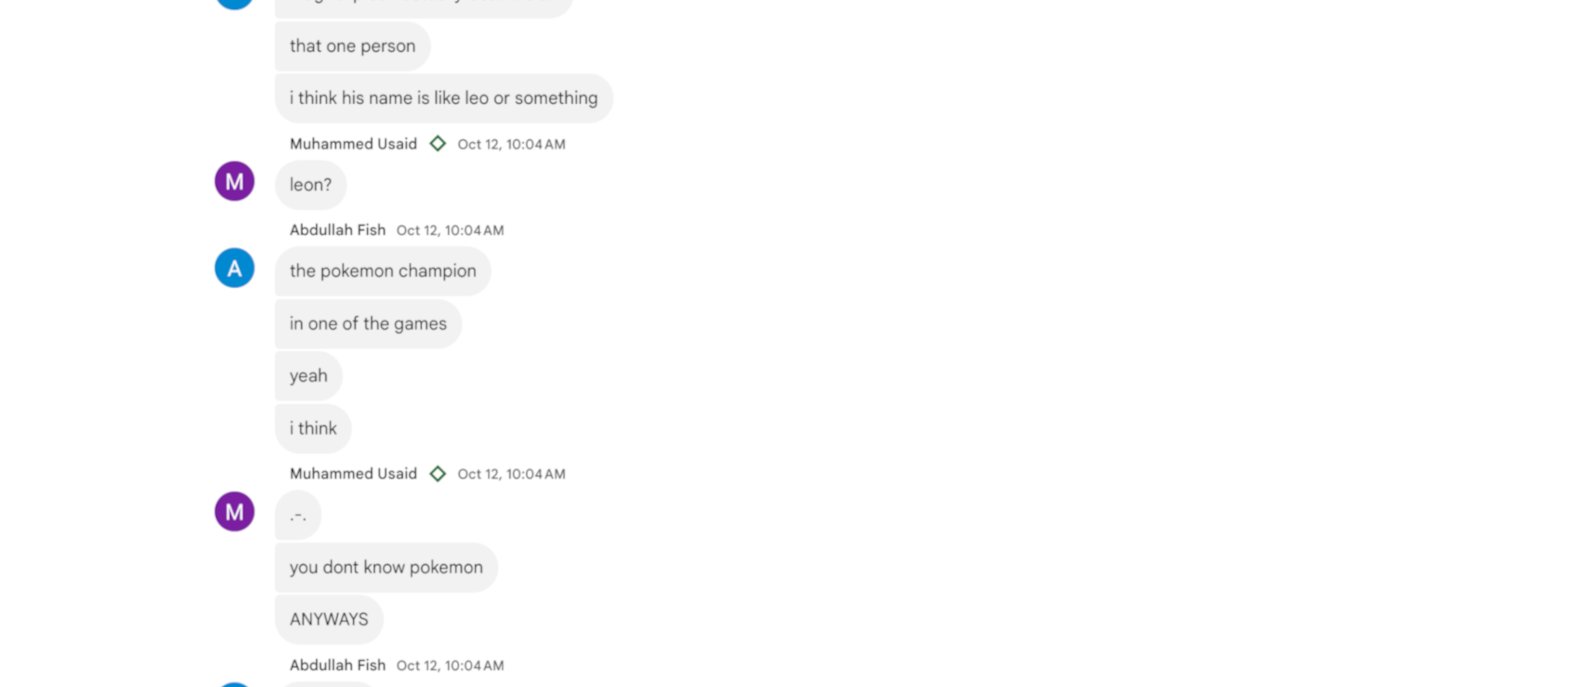 that one person
i think his name is like leo or something
Muhammed Usaid Oct 12, 10:04 AM
M
leon?
Abdullah Fish Oct 12, 10:04 AM
A
the pokemon champion
in one of the games
yeah
i think
Muhammed Usaid Oct 12, 10:04 AM
M
.-.
you dont know pokemon
ANYWAYS
Abdullah Fish Oct 12, 10:04 AM